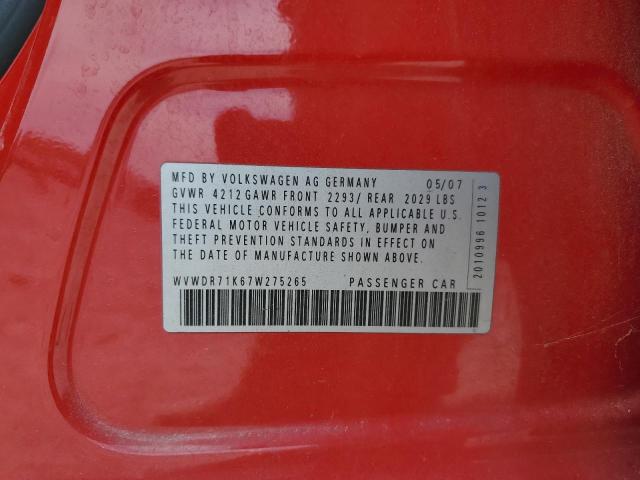 MFD BY VOLKSWAGEN AG GERMANY 05/07
GVWR 4212 GAWR FRONT 2293/ REAR 2029 LBS
THIS VEHICLE CONFORMS TO ALL APPLICABLE U.S.
FEDERAL MOTOR VEHICLE SAFETY, BUMPER AND
THEFT PREVENTION STANDARDS IN EFFECT ON
THE DATE OF MANUFACTURE SHOWN ABOVE.
WVWDR71K67W275265 PASSENGER CAR
2010996 1012 3